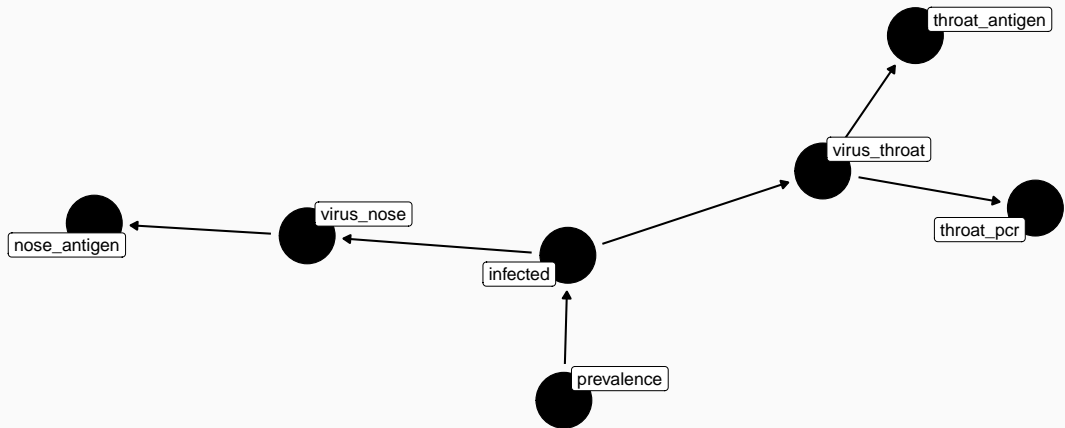 throat_antigen
virus_throat
virus_nose
throat_pcr
nose_antigen
infected
prevalence